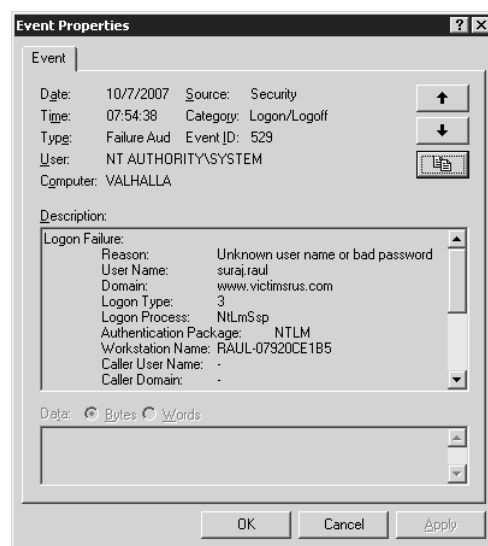 Event Properties
Event
Date: 10/7/2007 Source: Security
Time: 07:54:38 Category: Logon/Logoff
Type: Failure Aud Event ID: 529
User: NT AUTHORITY\SYSTEM
Computer: VALHALLA
Description:
Logon Failure:
Reason: Unknown user name or bad password
User Name: suraj.raul
Domain: www.victimsrus.com
Logon Type: 3
Logon Process: NtLmSsp
Authentication Package: NTLM
Workstation Name: RAUL-07920CE1B5
Caller User Name: -
Caller Domain: -
Data: Bytes Words
OK Cancel Apply